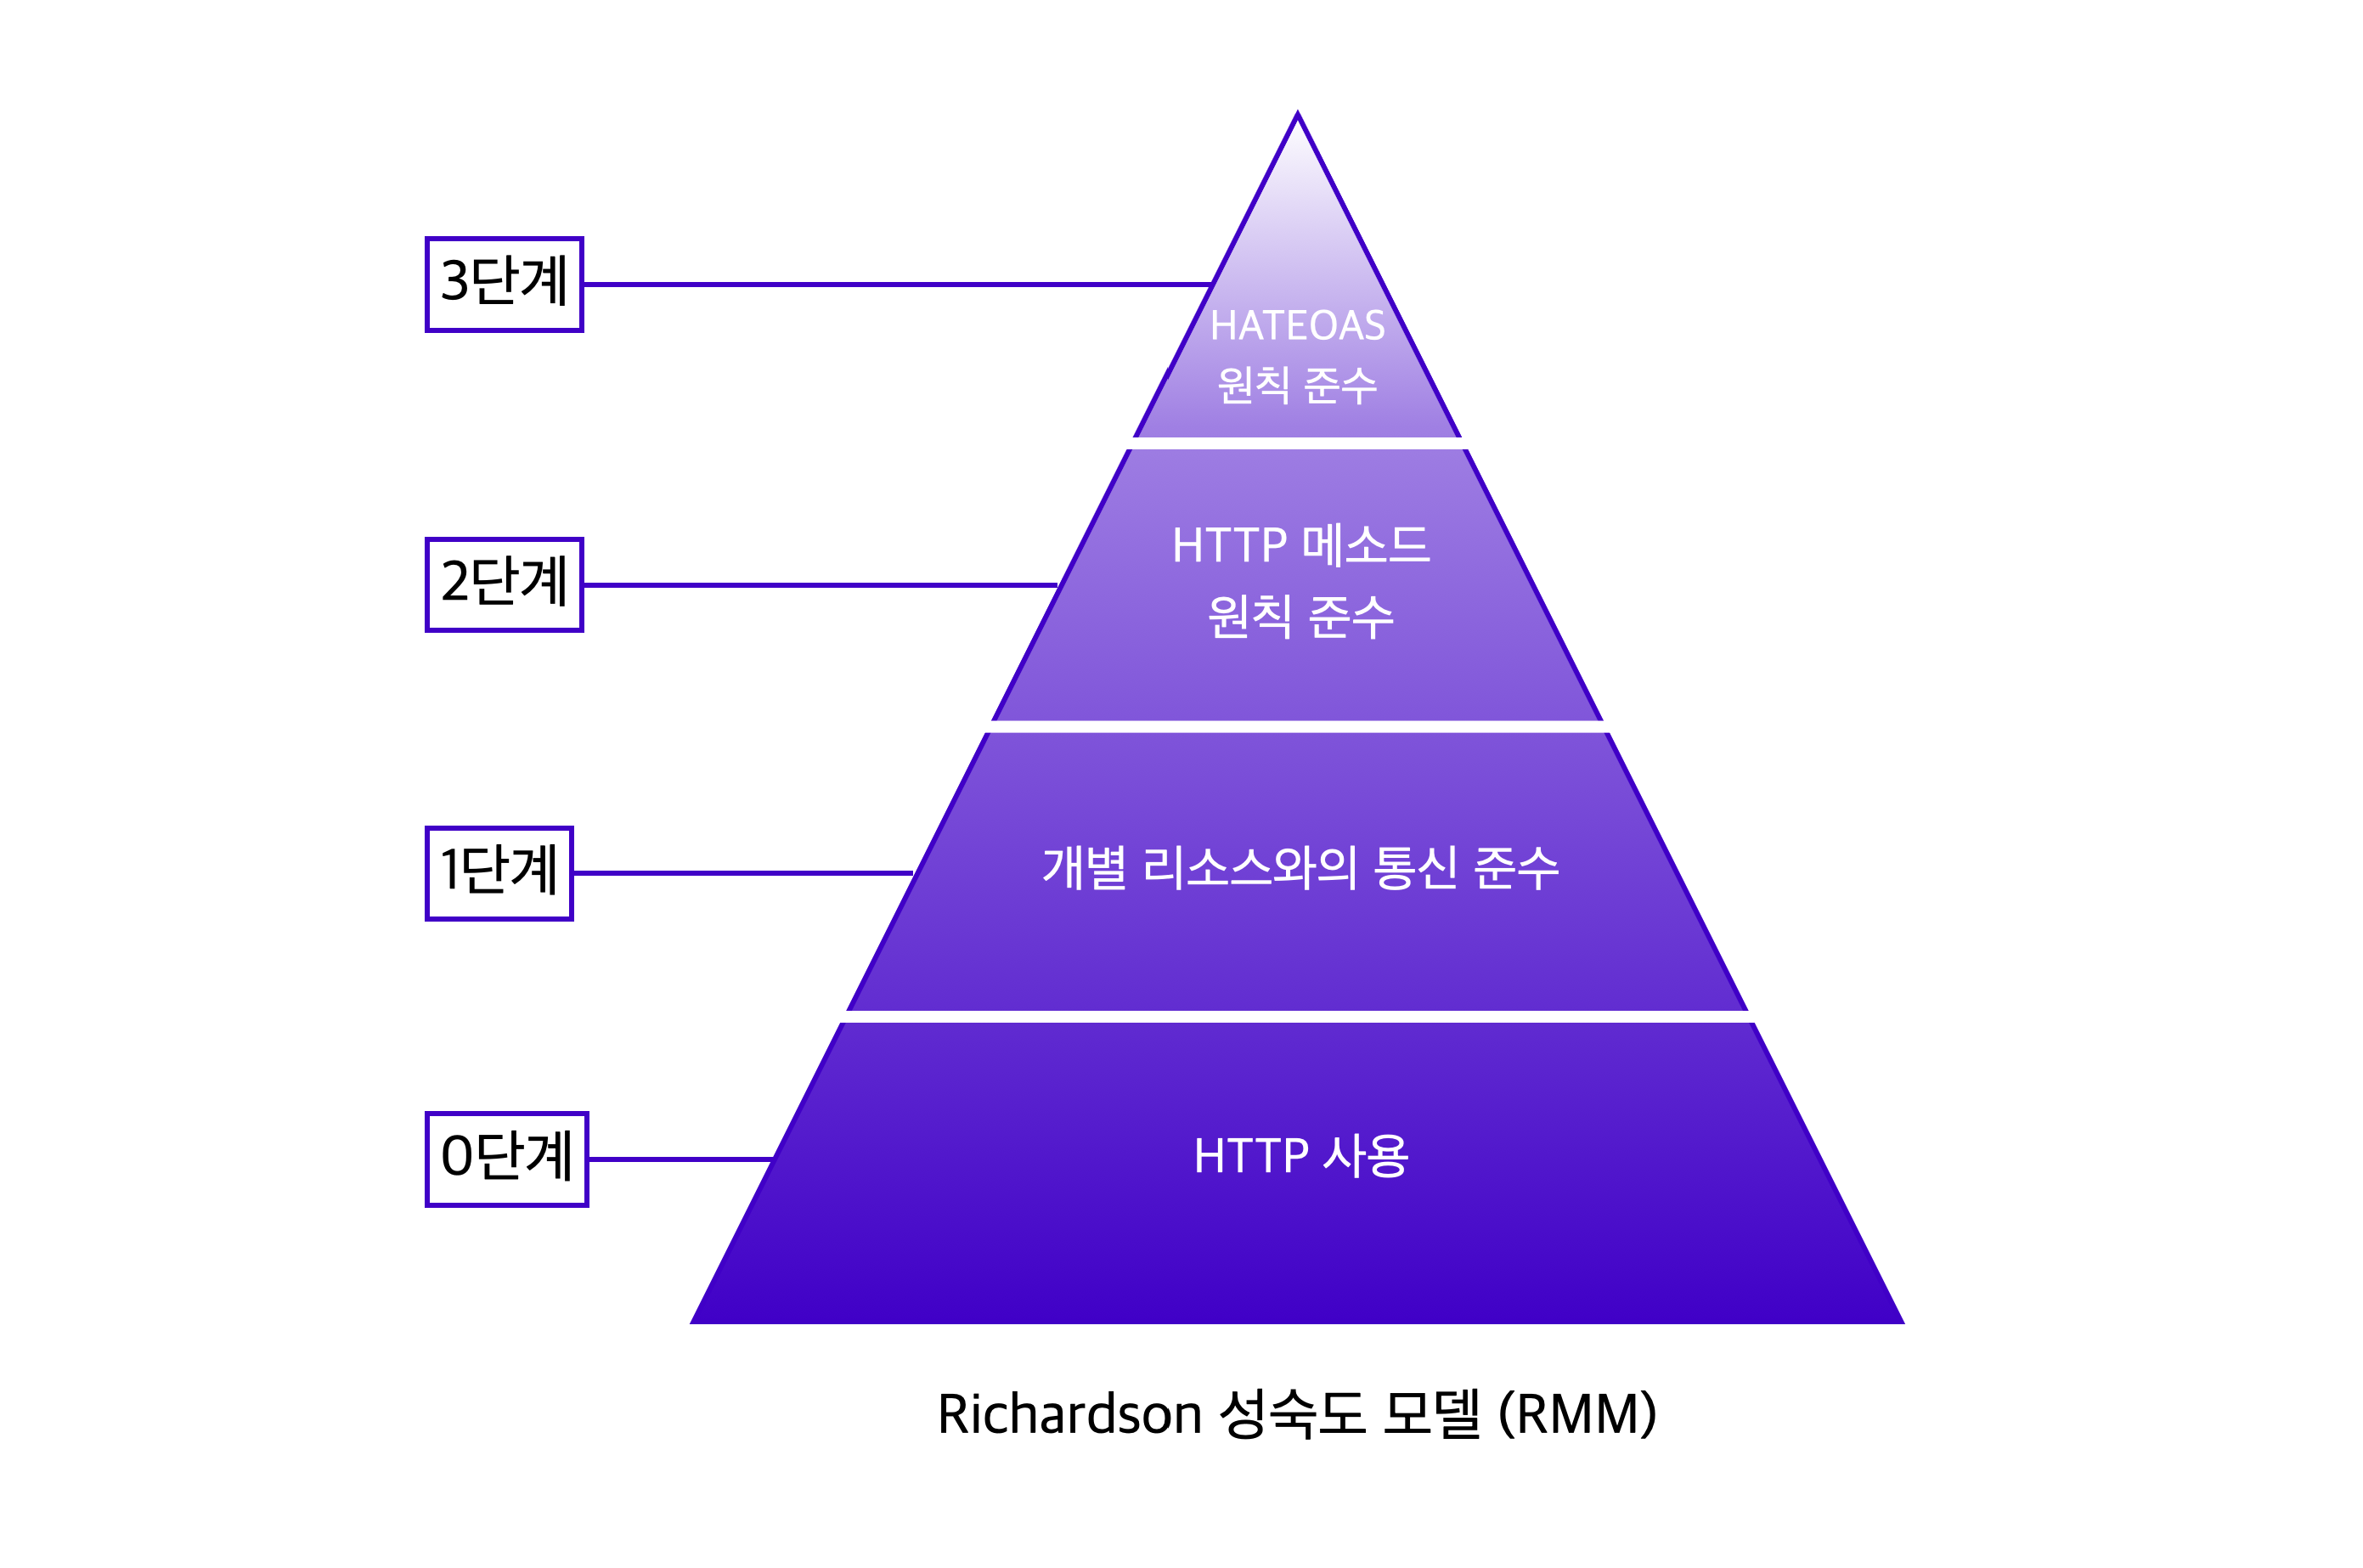 3단계
HATEOAS
원칙 준수
2단계
HTTP 메소드
원칙 준수
1단계
개별 리소스와의 통신 준수
0단계
HTTP 사용
Richardson 성숙도 모델 (RMM)